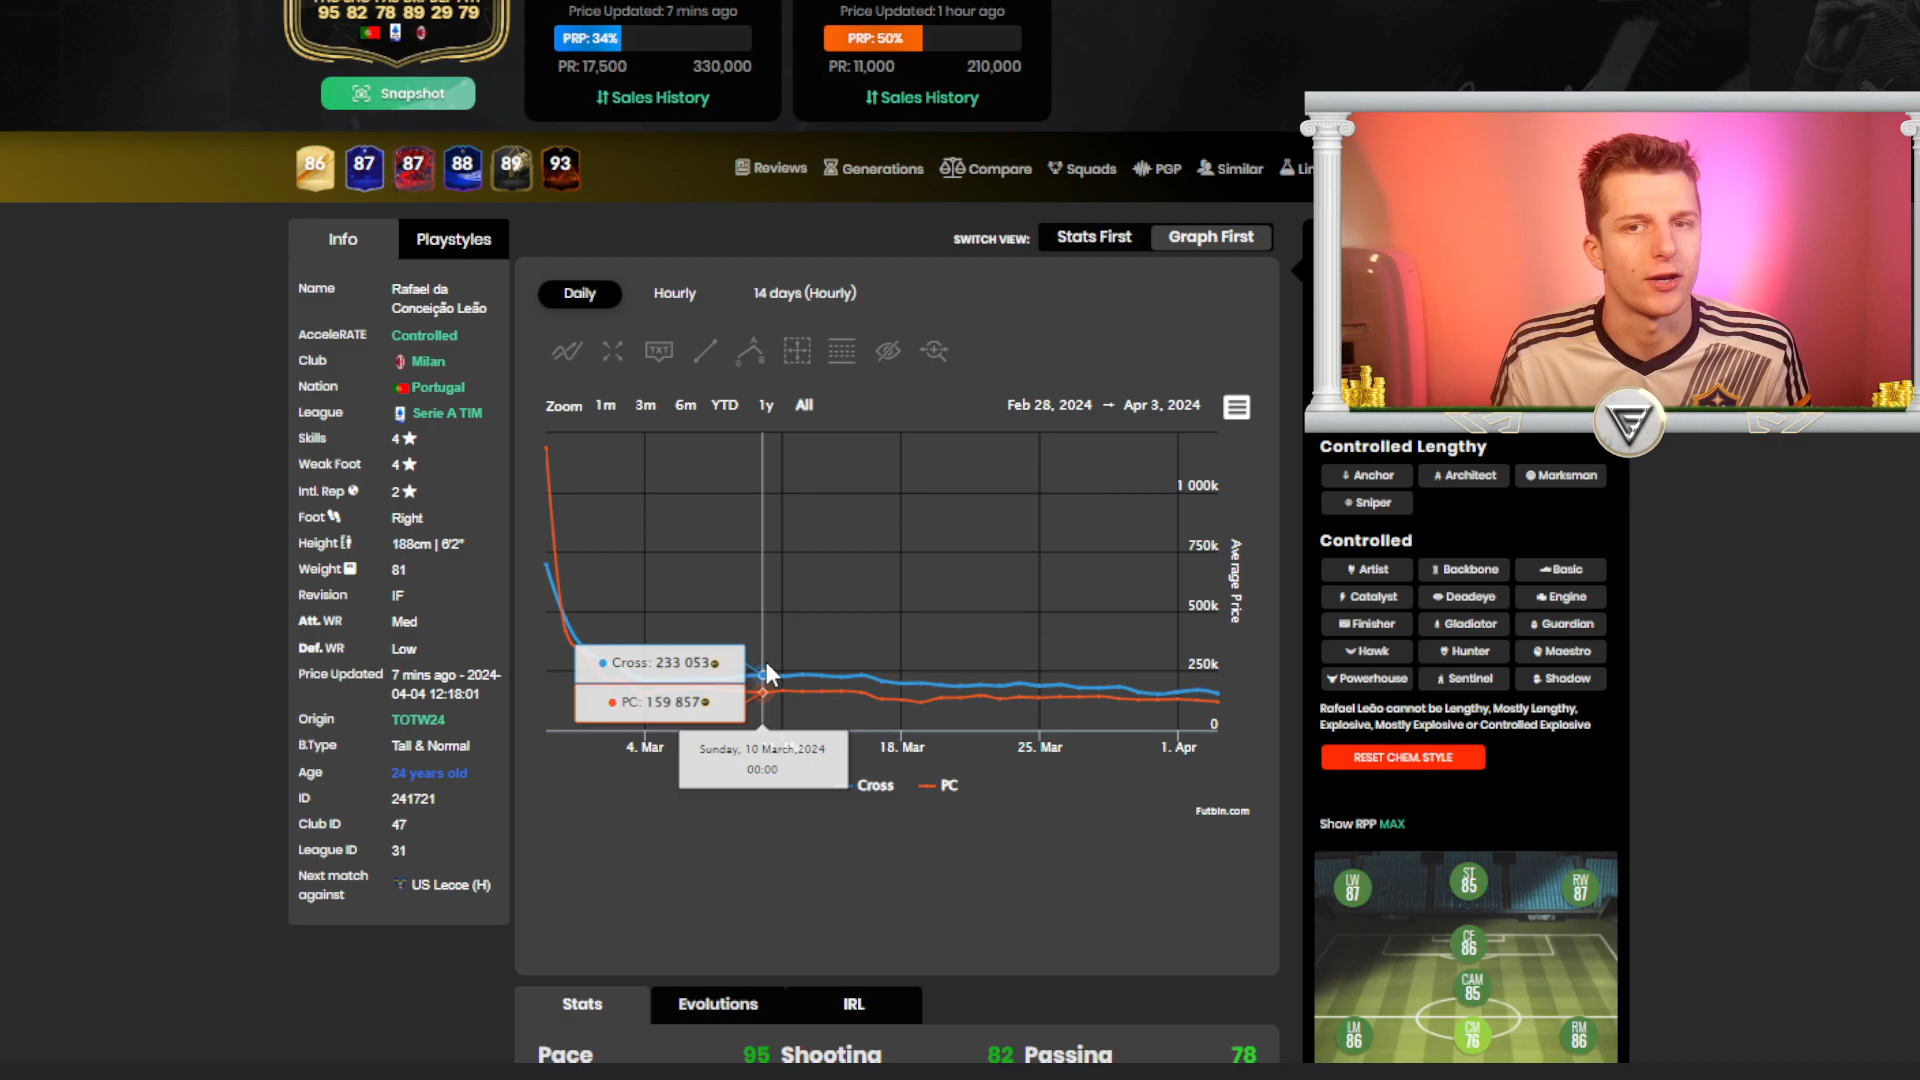 95 82 78 89 29 79
Snapshot
Price Updated: 7 mins ago
PRP: 34%
PR: 17,500 330,000
Sales History
Price Updated: 1 hour ago
PRP: 50%
PR: 11,000 210,000
Sales History
86 87 87 88 89 93
Reviews Generations Compare Squads PGP Similar
Info Playstyles
SWITCH VIEW: Stats First Graph First
Name Rafael da Conceição Leão
AcceleRATE Controlled
Club Milan
Nation Portugal
League Serie A TIM
Skills 4
Weak Foot 4
Intl. Rep 2
Foot Right
Height 188cm | 6'2"
Weight 81
Revision IF
Att. WR Med
Def. WR Low
Price Updated 7 mins ago - 2024-04-04 12:18:01
Origin TOTW24
B.Type Tall & Normal
Age 24 years old
ID 241721
Club ID 47
League ID 31
Next match against US Lecce (H)
Daily Hourly 14 days (Hourly)
TXT
Zoom 1m 3m 6m YTD 1y All
Feb 28, 2024 → Apr 3, 2024
1 000k
750k
500k
250k
0
Average Price
Cross: 233 053
PC: 159 857
4. Mar 18. Mar 25. Mar 1. Apr
Sunday, 10 March, 2024
00:00
Cross PC
Futbin.com
Stats Evolutions IRL
Pace 95 Shooting 82 Passing 78
Controlled Lengthy
Anchor Architect Marksman
Sniper
Controlled
Artist Backbone Basic
Catalyst Deadeye Engine
Finisher Gladiator Guardian
Hawk Hunter Maestro
Powerhouse Sentinel Shadow
Rafael Leão cannot be Lengthy, Mostly Lengthy,
Explosive, Mostly Explosive or Controlled Explosive
RESET CHEM. STYLE
Show RPP MAX
LW 87 ST 85 RW 87
CF 86
CAM 85
LM 86 CM 76 RM 86